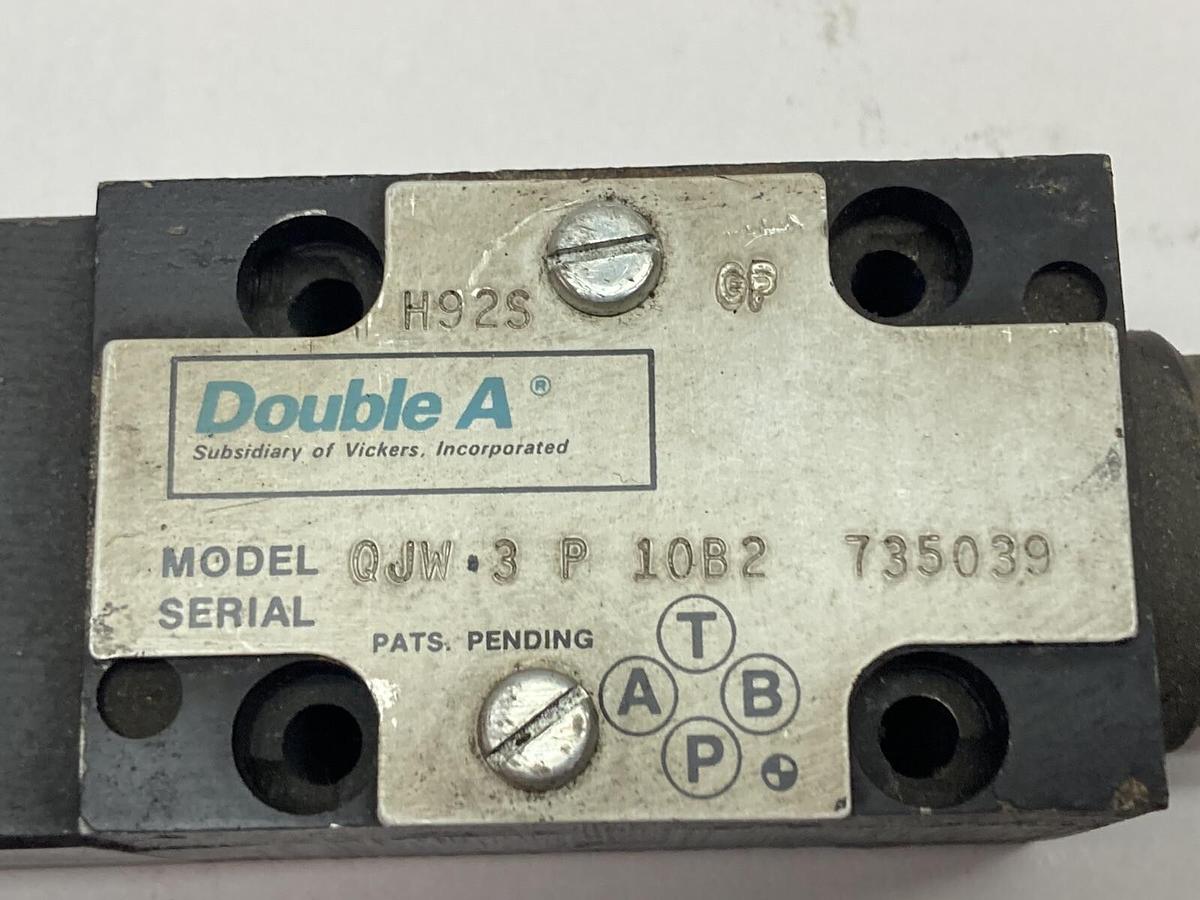 H92S GP
Double A ®
Subsidiary of Vickers, Incorporated
MODEL QJW·3 P 10B2 735039
SERIAL
PATS. PENDING
T
A B
P